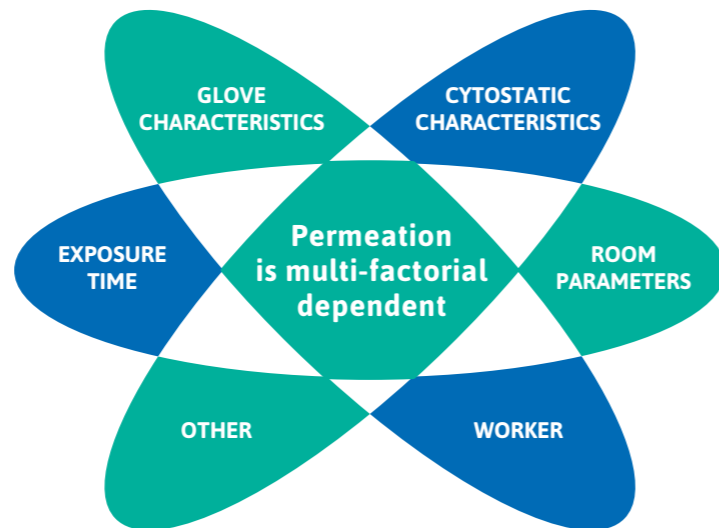 GLOVE
CHARACTERISTICS
CYTOSTATIC
CHARACTERISTICS
EXPOSURE
TIME
Permeation
is multi-factorial
dependent
ROOM
PARAMETERS
OTHER
WORKER